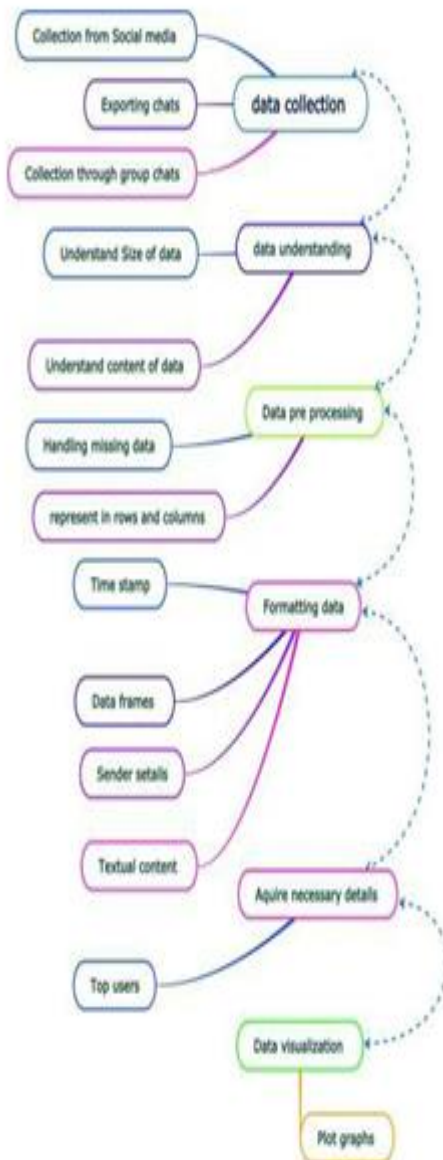 Collection from Social media
data collection
Exporting chats
Collection through group chats
Understand Size of data
data understanding
Understand content of data
Data pre processing
Handling missing data
represent in rows and columns
Time stamp
Formatting data
Data frames
Sender setails
Textual content
Aquire necessary details
Top users
Data visualization
Plot graphs